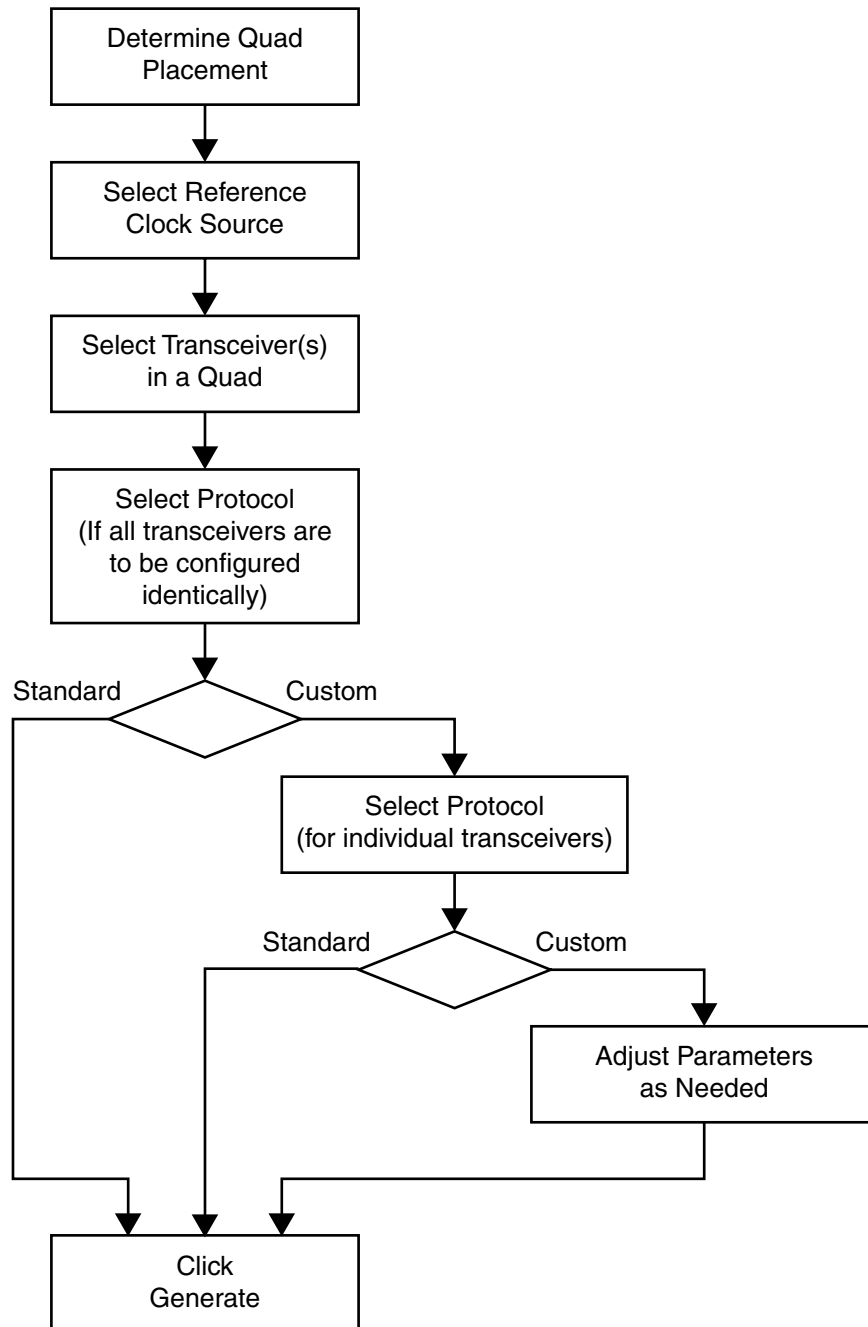 Determine Quad
Placement
Select Reference
Clock Source
Select Transceiver(s)
in a Quad
Select Protocol
(If all transceivers are
to be configured
identically)
Standard
Custom
Select Protocol
(for individual transceivers)
Standard
Custom
Adjust Parameters
as Needed
Click
Generate